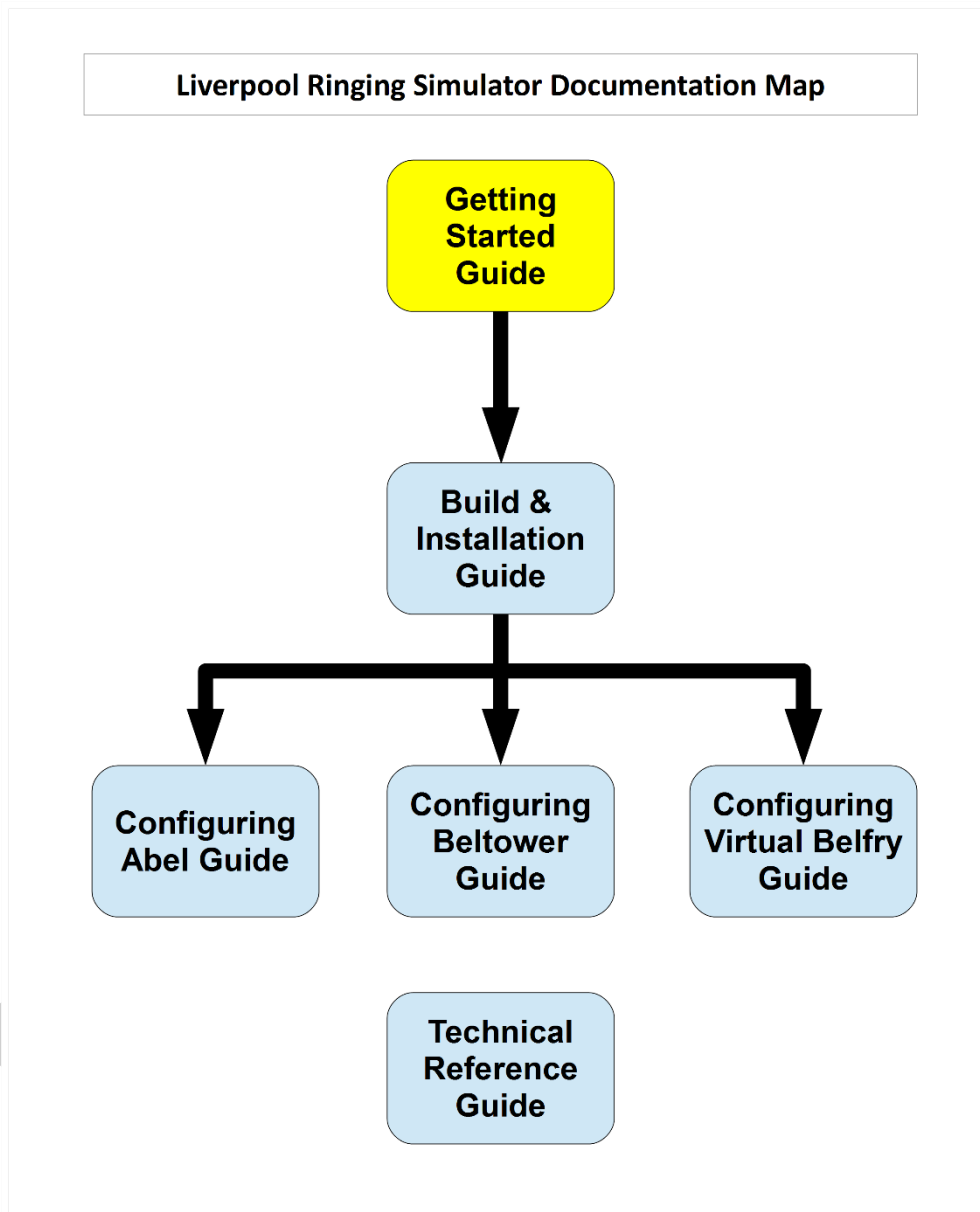 Liverpool Ringing Simulator Documentation Map
Getting
Started
Guide
Build &
Installation
Guide
Configuring
Abel Guide
Configuring
Beltower
Guide
Configuring
Virtual Belfry
Guide
Technical
Reference
Guide